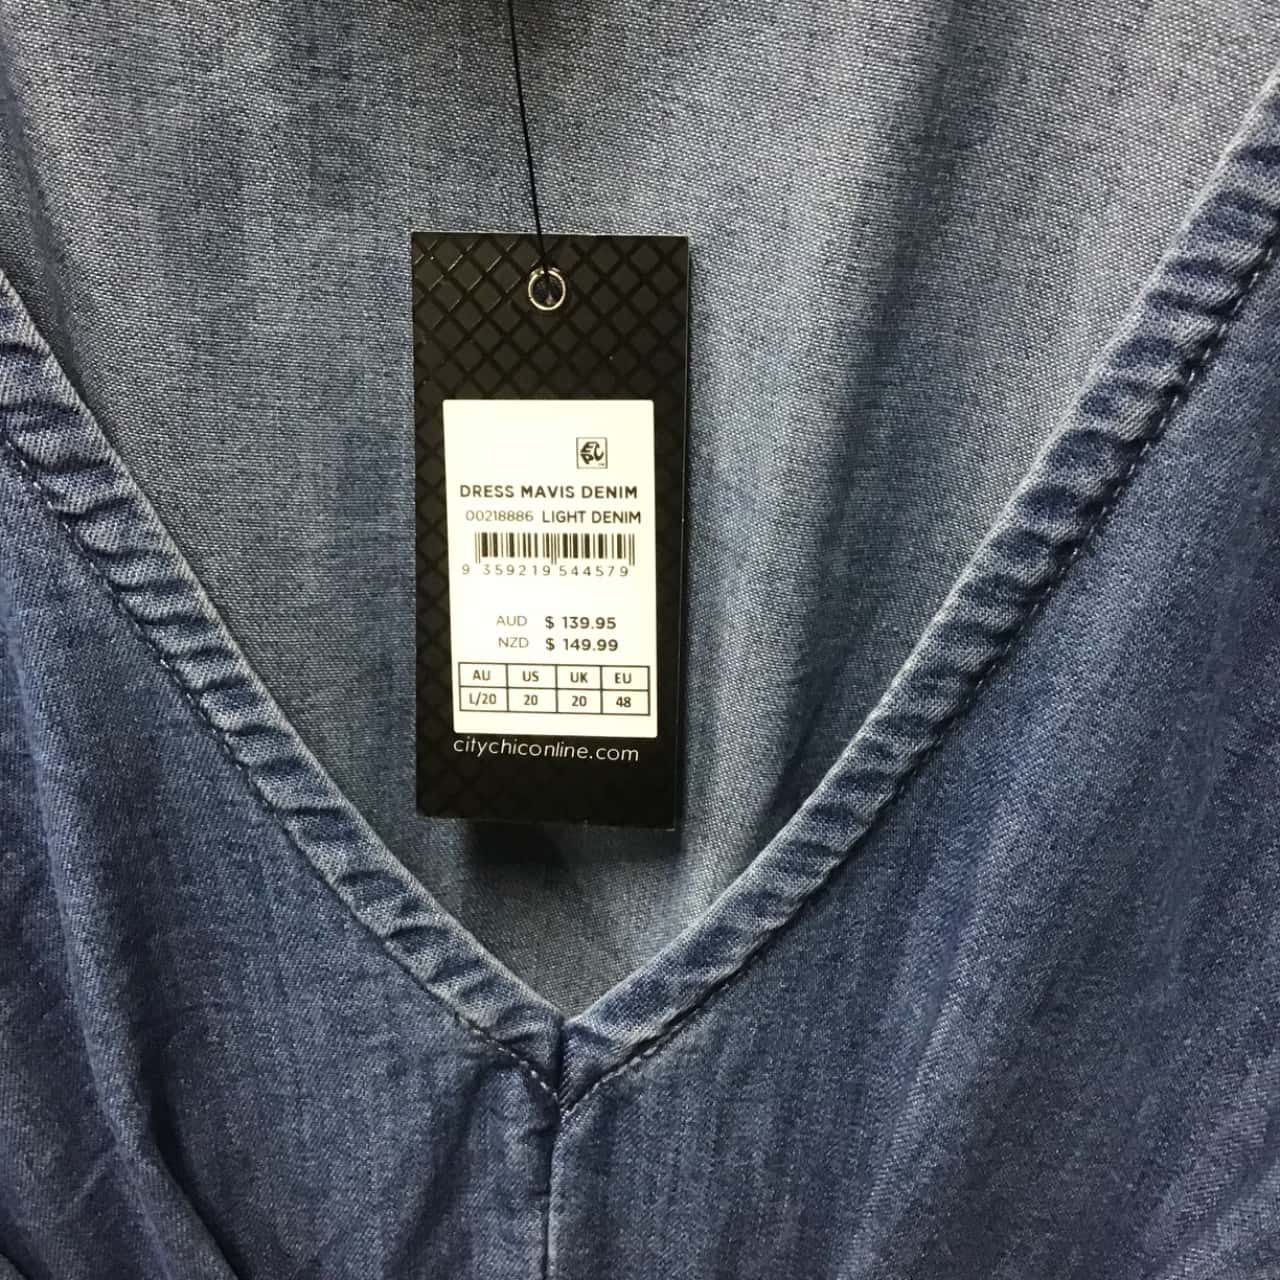 DRESS MAVIS DENIM
00218886 LIGHT DENIM
9 359219 544579
AUD $ 139.95
NZD $ 149.99
AU US UK EU
L/20 20 20 48
citychiconline.com